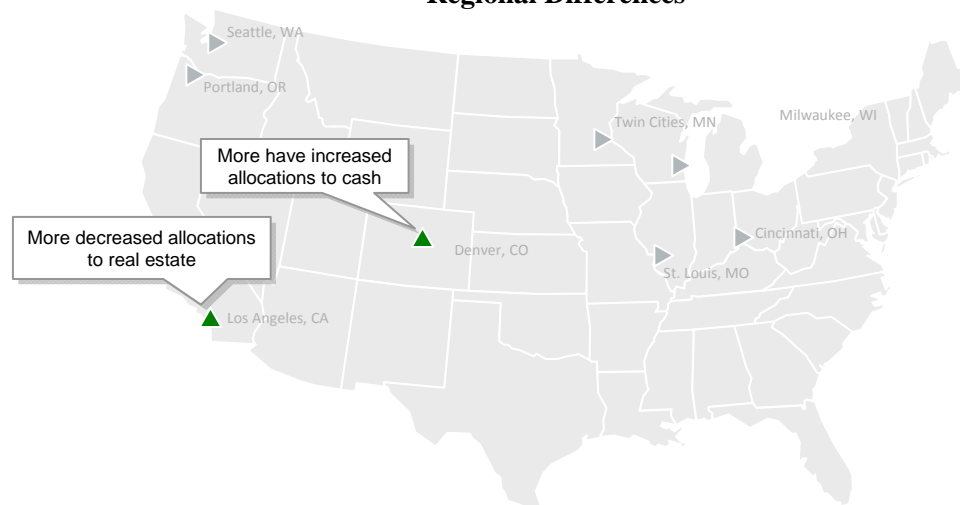 Regional Differences
Seattle, WA
Portland, OR
Twin Cities, MN
Milwaukee, WI
More have increased
allocations to cash
More decreased allocations
to real estate
Denver, CO
Cincinnati, OH
St. Louis, MO
Los Angeles, CA